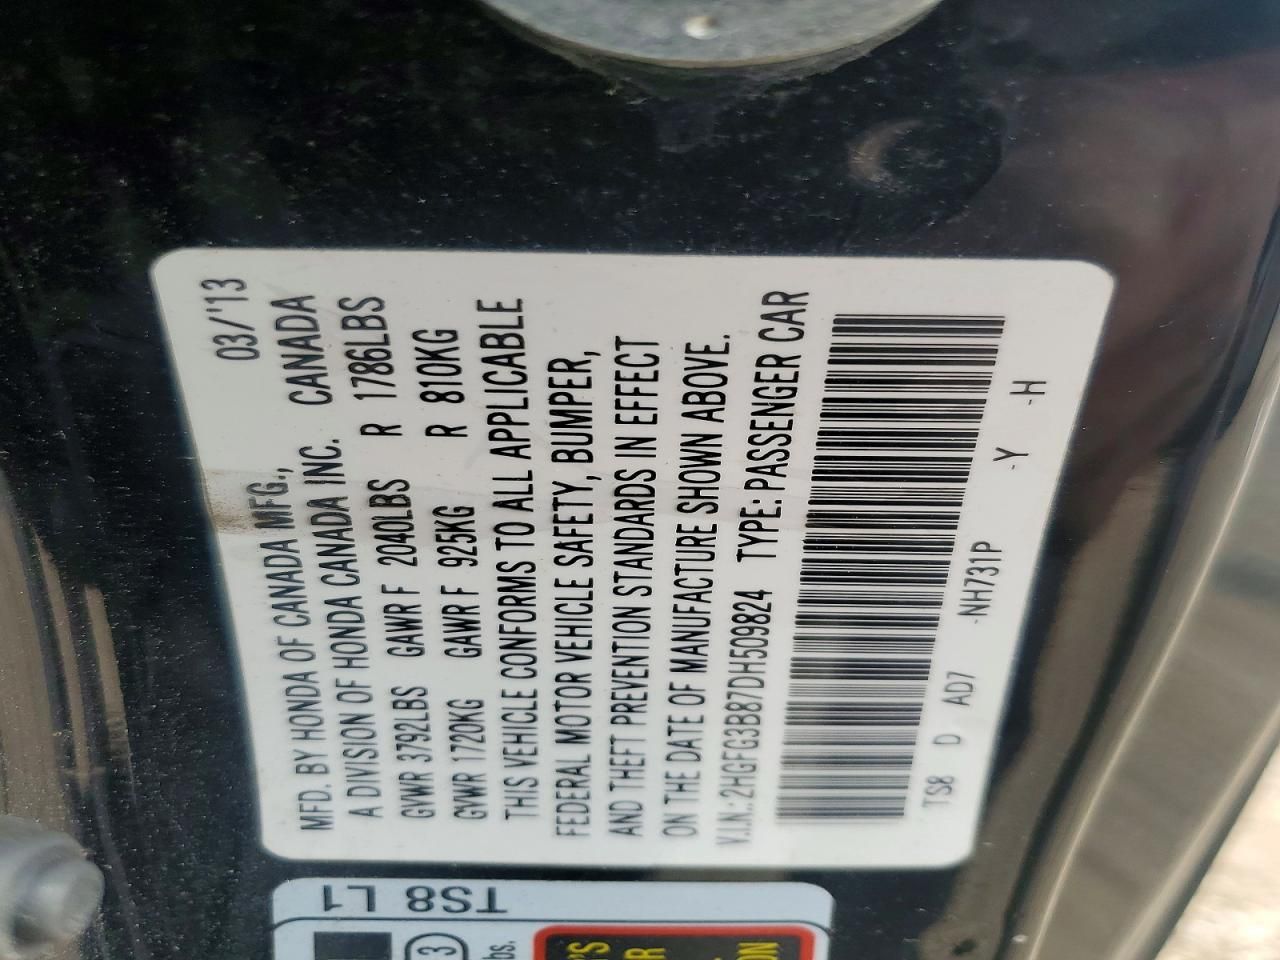 03/'13
MFD. BY HONDA OF CANADA MFG.,
A DIVISION OF HONDA CANADA INC. CANADA
GVWR 3792LBS GAWR F 2040LBS R 1786LBS
GVWR 1720KG GAWR F 925KG R 810KG
THIS VEHICLE CONFORMS TO ALL APPLICABLE
FEDERAL MOTOR VEHICLE SAFETY, BUMPER,
AND THEFT PREVENTION STANDARDS IN EFFECT
ON THE DATE OF MANUFACTURE SHOWN ABOVE.
V.I.N.: 2HGFG3B87DH509824 TYPE: PASSENGER CAR
TS8 D AD7 -NH731P -Y -H
TS8 L1
3